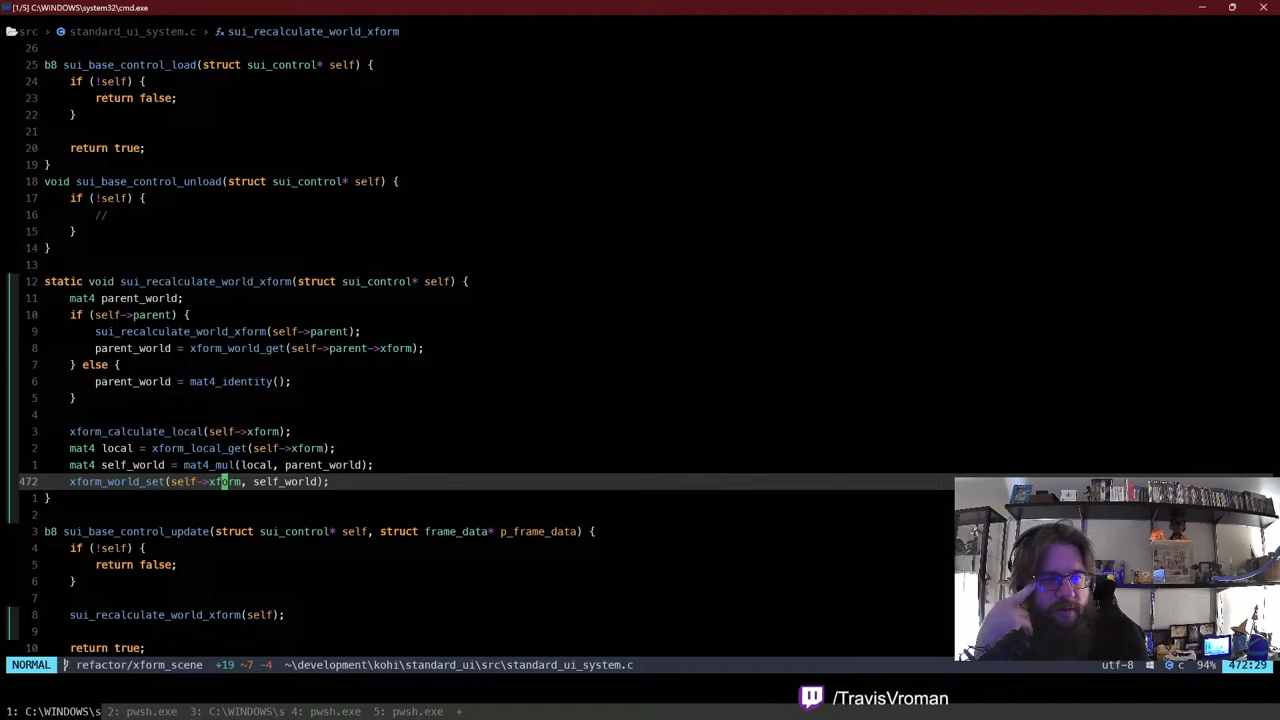 [1/5] C:\WINDOWS\system32\cmd.exe
src › C standard_ui_system.c › fx sui_recalculate_world_xform
26
25 b8 sui_base_control_load(struct sui_control* self) {
24 if (!self) {
23 return false;
22 }
21
20 return true;
19 }
18 void sui_base_control_unload(struct sui_control* self) {
17 if (!self) {
16 //
15 }
14 }
13
12 static void sui_recalculate_world_xform(struct sui_control* self) {
11 mat4 parent_world;
10 if (self->parent) {
9 sui_recalculate_world_xform(self->parent);
8 parent_world = xform_world_get(self->parent->xform);
7 } else {
6 parent_world = mat4_identity();
5 }
4
3 xform_calculate_local(self->xform);
2 mat4 local = xform_local_get(self->xform);
1 mat4 self_world = mat4_mul(local, parent_world);
472 xform_world_set(self->xform, self_world);
1 }
2
3 b8 sui_base_control_update(struct sui_control* self, struct frame_data* p_frame_data) {
4 if (!self) {
5 return false;
6 }
7
8 sui_recalculate_world_xform(self);
9
10 return true;
NORMAL refactor/xform_scene +19 ~7 -4 ~\development\kohi\standard_ui\src\standard_ui_system.c utf-8 C c 94% 472:29
/TravisVroman
1: C:\WINDOWS\s 2: pwsh.exe 3: C:\WINDOWS\s 4: pwsh.exe 5: pwsh.exe +